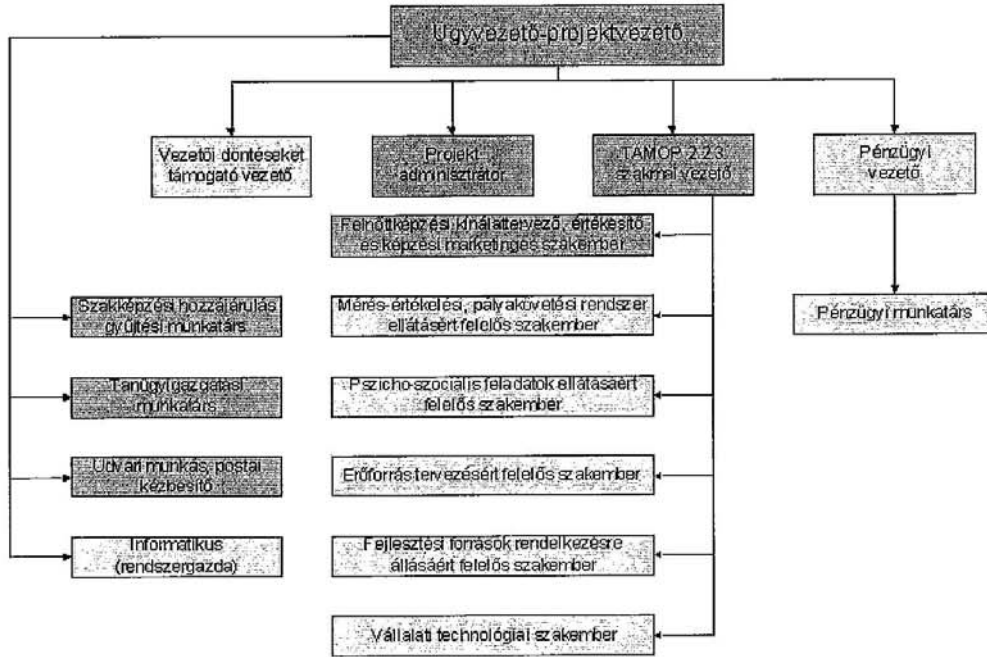 Ügyvezető-projektvezető
Vezetői döntéseket
támogató vezető
Projekt-
adminisztrátor
TÁMOP 2.2.3.
szakmai vezető
Pénzügyi
vezető
Felnőttképzési kínálattervező, értékesítő
és képzési marketinges szakember
Szakképzési hozzájárulás
gyűjtési munkatárs
Mérés-értékelési, pályakövetési rendszer
ellátásért felelős szakember
Pénzügyi munkatárs
Tanügyigazgatási
munkatárs
Pszicho-szociális feladatok ellátásáért
felelős szakember
Udvari munkás, postai
kézbesítő
Erőforrás tervezésért felelős szakember
Informatikus
(rendszergazda)
Fejlesztési források rendelkezésre
állásáért felelős szakember
Vállalati technológiai szakember